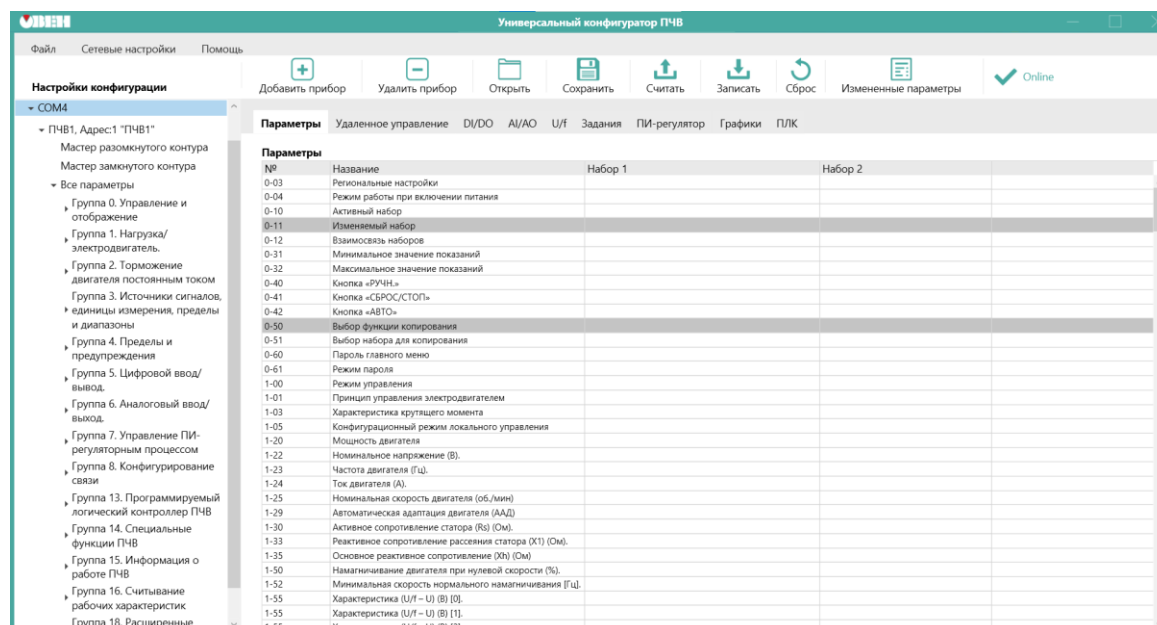 ОВЕН
Универсальный конфигуратор ПЧВ
Файл Сетевые настройки Помощь
Настройки конфигурации
Добавить прибор Удалить прибор Открыть Сохранить Считать Записать Сброс Измененные параметры Online
COM4
ПЧВ1, Адрес:1 "ПЧВ1"
Мастер разомкнутого контура
Мастер замкнутого контура
Все параметры
Группа 0. Управление и
отображение
Группа 1. Нагрузка/
электродвигатель.
Группа 2. Торможение
двигателя постоянным током
Группа 3. Источники сигналов,
единицы измерения, пределы
и диапазоны
Группа 4. Пределы и
предупреждения
Группа 5. Цифровой ввод/
вывод.
Группа 6. Аналоговый ввод/
выход.
Группа 7. Управление ПИ-
регуляторным процессом
Группа 8. Конфигурирование
связи
Группа 13. Программируемый
логический контроллер ПЧВ
Группа 14. Специальные
функции ПЧВ
Группа 15. Информация о
работе ПЧВ
Группа 16. Считывание
рабочих характеристик
Группа 18. Расширенные
Параметры Удаленное управление DI/DO AI/AO U/f Задания ПИ-регулятор Графики ПЛК
Параметры
№ Название Набор 1 Набор 2
0-03 Региональные настройки
0-04 Режим работы при включении питания
0-10 Активный набор
0-11 Изменяемый набор
0-12 Взаимосвязь наборов
0-31 Минимальное значение показаний
0-32 Максимальное значение показаний
0-40 Кнопка «РУЧН.»
0-41 Кнопка «СБРОС/СТОП»
0-42 Кнопка «АВТО»
0-50 Выбор функции копирования
0-51 Выбор набора для копирования
0-60 Пароль главного меню
0-61 Режим пароля
1-00 Режим управления
1-01 Принцип управления электродвигателем
1-03 Характеристика крутящего момента
1-05 Конфигурационный режим локального управления
1-20 Мощность двигателя
1-22 Номинальное напряжение (В).
1-23 Частота двигателя (Гц).
1-24 Ток двигателя (А).
1-25 Номинальная скорость двигателя (об./мин)
1-29 Автоматическая адаптация двигателя (ААД)
1-30 Активное сопротивление статора (Rs) (Ом).
1-33 Реактивное сопротивление рассеяния статора (X1) (Ом).
1-35 Основное реактивное сопротивление (Xh) (Ом)
1-50 Намагничивание двигателя при нулевой скорости (%).
1-52 Минимальная скорость нормального намагничивания [Гц].
1-55 Характеристика (U/f – U) (В) [0].
1-55 Характеристика (U/f – U) (В) [1].